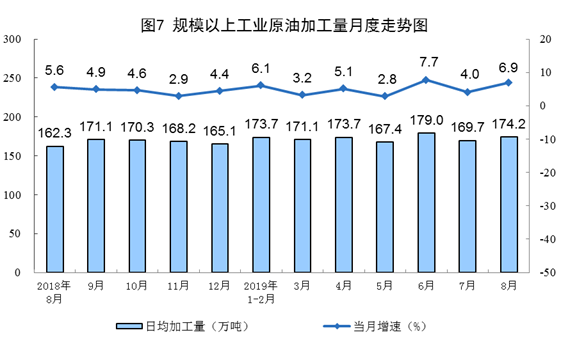 图7 规模以上工业原油加工量月度走势图
300 20
5.6 4.9 4.6 2.9 4.4 6.1 3.2 5.1 2.8 7.7 4.0 6.9
250 10
200 0
162.3 171.1 170.3 168.2 165.1 173.7 171.1 173.7 167.4 179.0 169.7 174.2
150 -10
100 -20
-30
50 -40
0 -50
2018年 9月 10月 11月 12月 2019年 3月 4月 5月 6月 7月 8月
8月 1-2月
日均加工量（万吨） 当月增速（%）